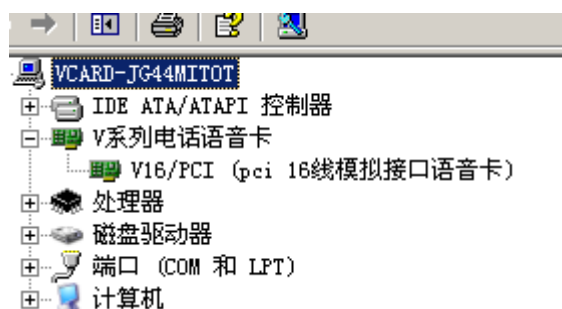 VCARD-JG44MITOT
IDE ATA/ATAPI 控制器
V系列电话语音卡
V16/PCI (pci 16线模拟接口语音卡)
处理器
磁盘驱动器
端口 (COM 和 LPT)
计算机